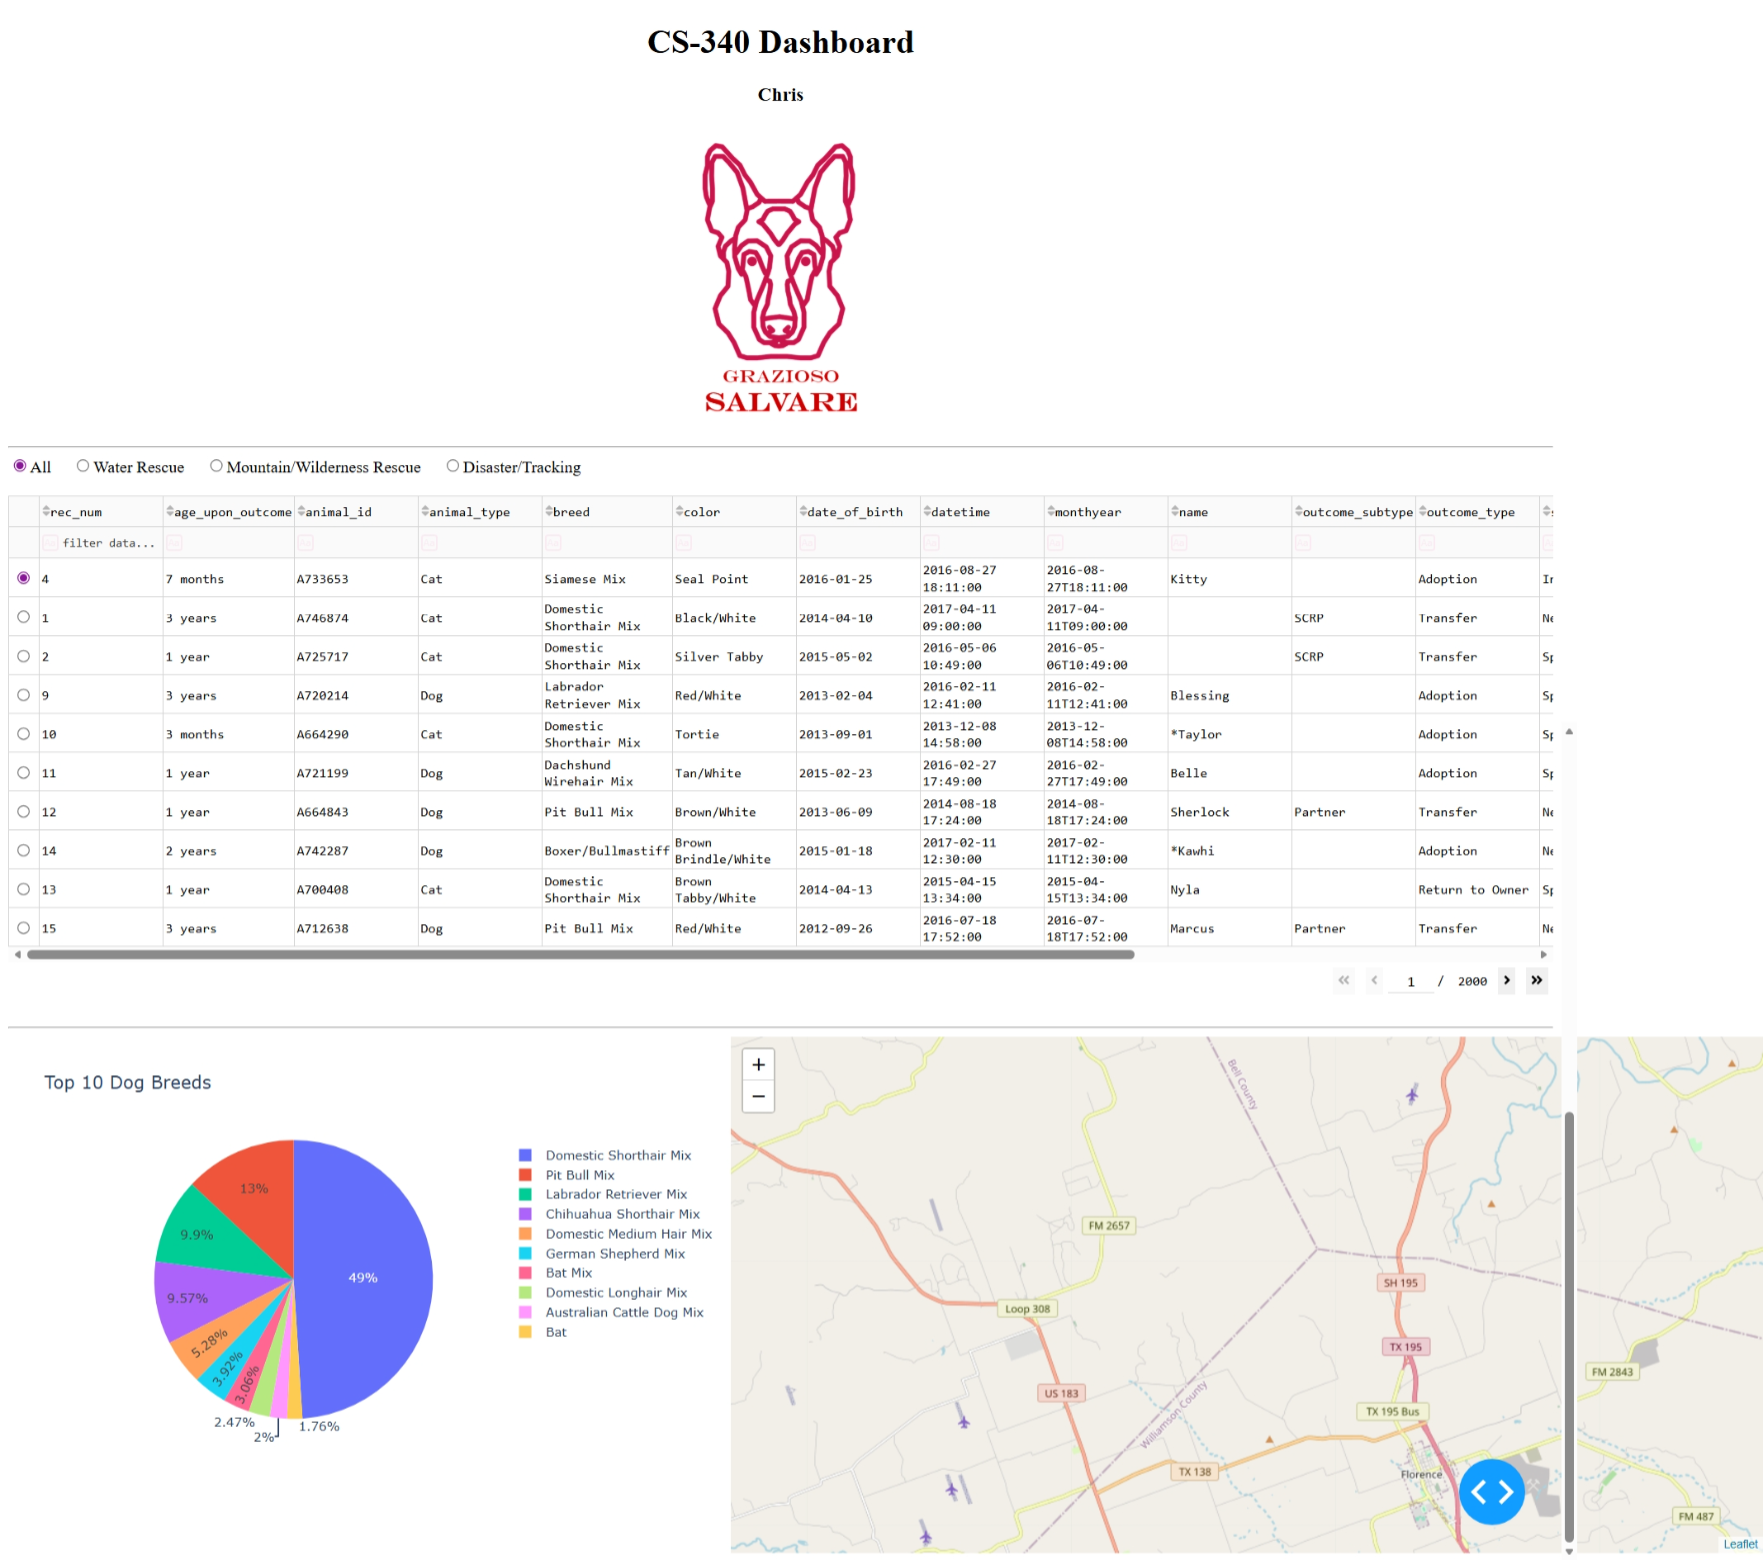 CS-340 Dashboard
Chris
GRAZIOSO
SALVARE
All Water Rescue Mountain/Wilderness Rescue Disaster/Tracking
rec_num age_upon_outcome animal_id animal_type breed color date_of_birth datetime monthyear name outcome_subtype outcome_type
filter data...
4 7 months A733653 Cat Siamese Mix Seal Point 2016-01-25 2016-08-27 18:11:00 2016-08-27T18:11:00 Kitty Adoption
1 3 years A746874 Cat Domestic Shorthair Mix Black/White 2014-04-10 2017-04-11 09:00:00 2017-04-11T09:00:00 SCRP Transfer Ne
2 1 year A725717 Cat Domestic Shorthair Mix Silver Tabby 2015-05-02 2016-05-06 10:49:00 2016-05-06T10:49:00 SCRP Transfer Sp
9 3 years A720214 Dog Labrador Retriever Mix Red/White 2013-02-04 2016-02-11 12:41:00 2016-02-11T12:41:00 Blessing Adoption Sp
10 3 months A664290 Cat Domestic Shorthair Mix Tortie 2013-09-01 2013-12-08 14:58:00 2013-12-08T14:58:00 *Taylor Adoption Sp
11 1 year A721199 Dog Dachshund Wirehair Mix Tan/White 2015-02-23 2016-02-27 17:49:00 2016-02-27T17:49:00 Belle Adoption Sp
12 1 year A664843 Dog Pit Bull Mix Brown/White 2013-06-09 2014-08-18 17:24:00 2014-08-18T17:24:00 Sherlock Partner Transfer Ne
14 2 years A742287 Dog Boxer/Bullmastiff Brown Brindle/White 2015-01-18 2017-02-11 12:30:00 2017-02-11T12:30:00 *Kawhi Adoption Ne
13 1 year A700408 Cat Domestic Shorthair Mix Brown Tabby/White 2014-04-13 2015-04-15 13:34:00 2015-04-15T13:34:00 Nyla Return to Owner Sp
15 3 years A712638 Dog Pit Bull Mix Red/White 2012-09-26 2016-07-18 17:52:00 2016-07-18T17:52:00 Marcus Partner Transfer Ne
1 / 2000
Top 10 Dog Breeds
49%
13%
9.9%
9.57%
5.28%
3.92%
3.06%
2.47%
2%
1.76%
Domestic Shorthair Mix
Pit Bull Mix
Labrador Retriever Mix
Chihuahua Shorthair Mix
Domestic Medium Hair Mix
German Shepherd Mix
Bat Mix
Domestic Longhair Mix
Australian Cattle Dog Mix
Bat
+
−
Bell County
FM 2657
SH 195
Loop 308
TX 195
FM 2843
US 183
Williamson County
TX 195 Bus
TX 138
Florence
FM 487
Leaflet